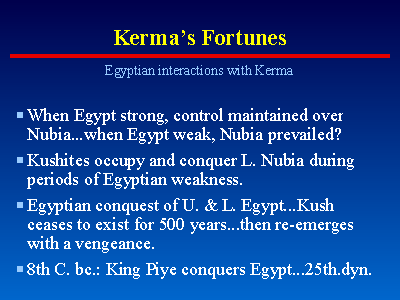 Kerma's Fortunes
Egyptian interactions with Kerma
When Egypt strong, control maintained over
Nubia...when Egypt weak, Nubia prevailed?
Kushites occupy and conquer L. Nubia during
periods of Egyptian weakness.
Egyptian conquest of U. & L. Egypt...Kush
ceases to exist for 500 years...then re-emerges
with a vengeance.
8th C. bc.: King Piye conquers Egypt...25th.dyn.